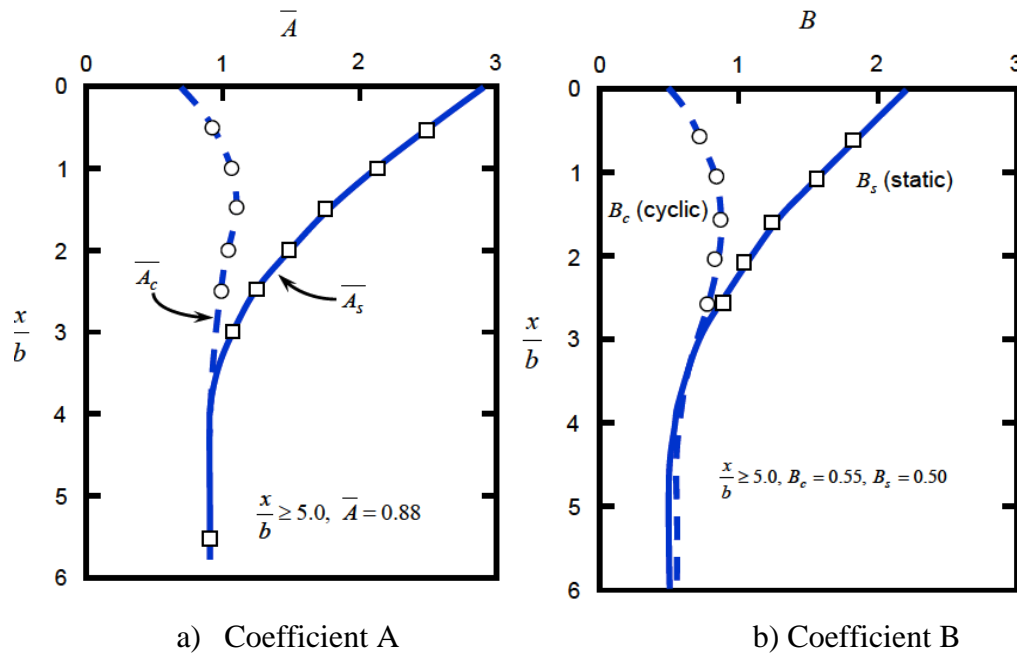 A̅
0 1 2 3
0
1
2
3
4
5
6
x/b
A̅_c
A̅_s
x/b ≥ 5.0, A̅ = 0.88
a) Coefficient A
B
0 1 2 3
0
1
2
3
4
5
6
x/b
B_c (cyclic)
B_s (static)
x/b ≥ 5.0, B_c = 0.55, B_s = 0.50
b) Coefficient B